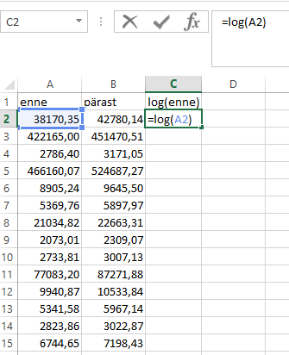 C2 fx =log(A2)
A B C D
1 enne pärast log(enne)
2 38170,35 42780,14 =log(A2)
3 422165,00 451470,51
4 2786,40 3171,05
5 466160,07 524687,27
6 8905,24 9645,50
7 5369,76 5897,97
8 21034,82 22663,31
9 2073,01 2309,07
10 2733,81 3007,13
11 77083,20 87271,88
12 9940,87 10533,84
13 5341,58 5967,14
14 2823,86 3022,87
15 6744,65 7198,43